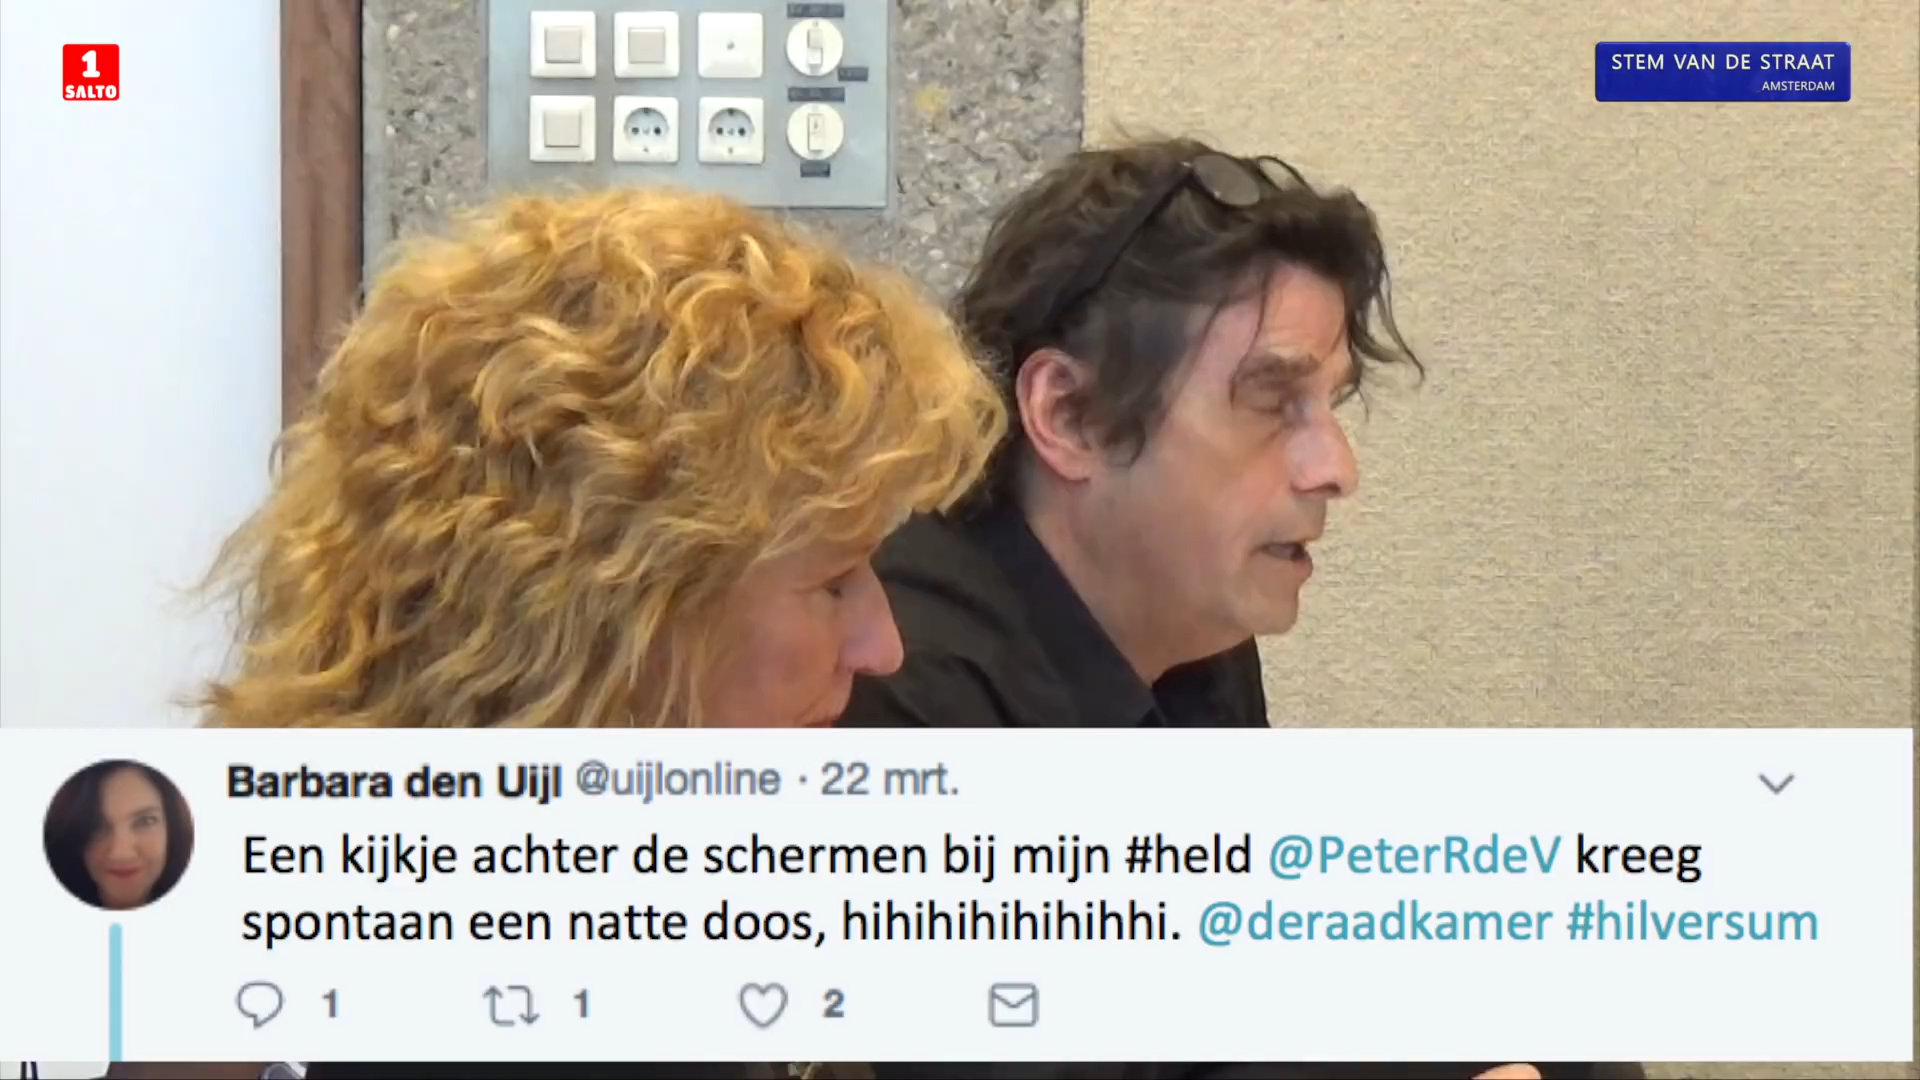 1
SALTO
STEM VAN DE STRAAT
AMSTERDAM
Barbara den Uijl @uijlonline · 22 mrt.
Een kijkje achter de schermen bij mijn #held @PeterRdeV kreeg
spontaan een natte doos, hihihihihihihhi. @deraadkamer #hilversum
1 1 2